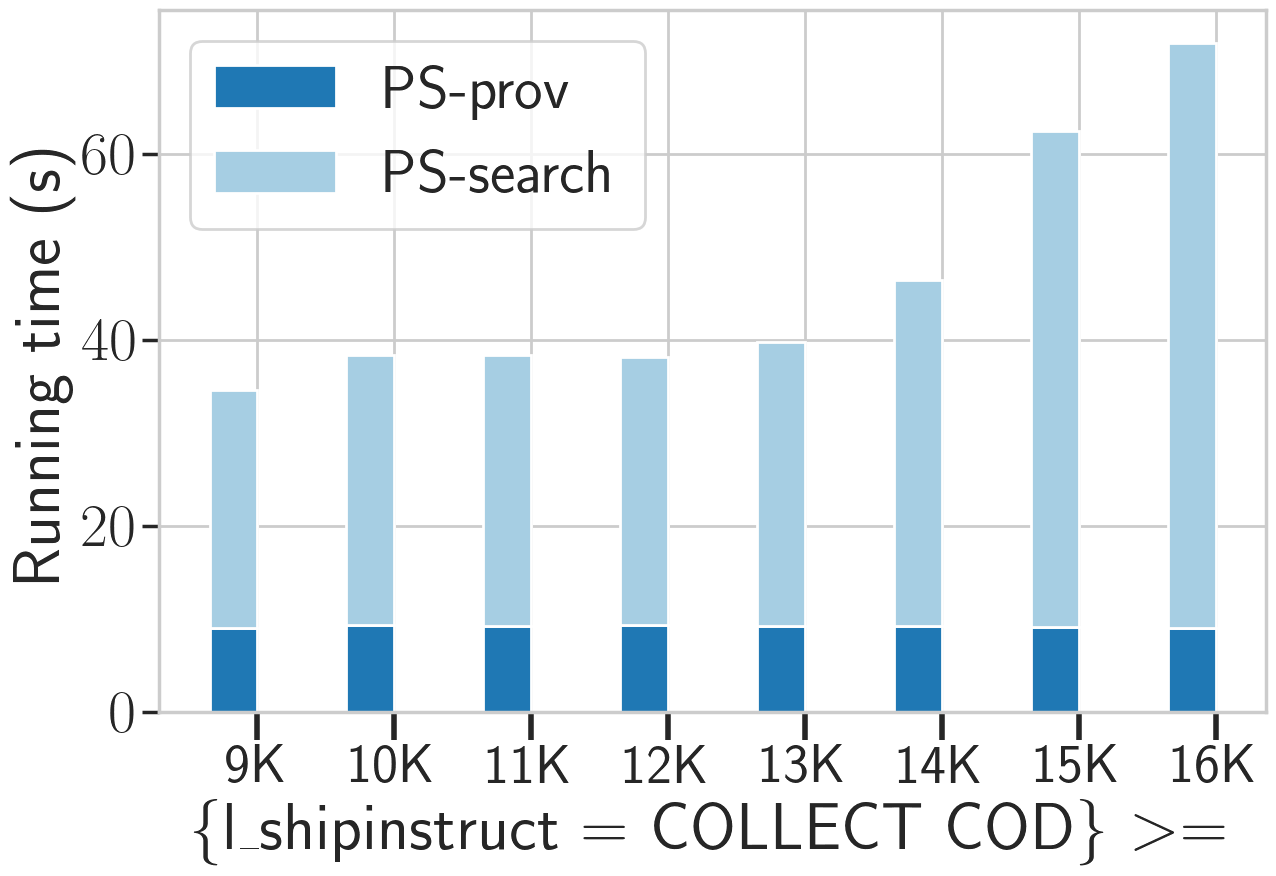 PS-prov
PS-search
Running time (s)
60
40
20
0
9K 10K 11K 12K 13K 14K 15K 16K
{l_shipinstruct = COLLECT COD} >=